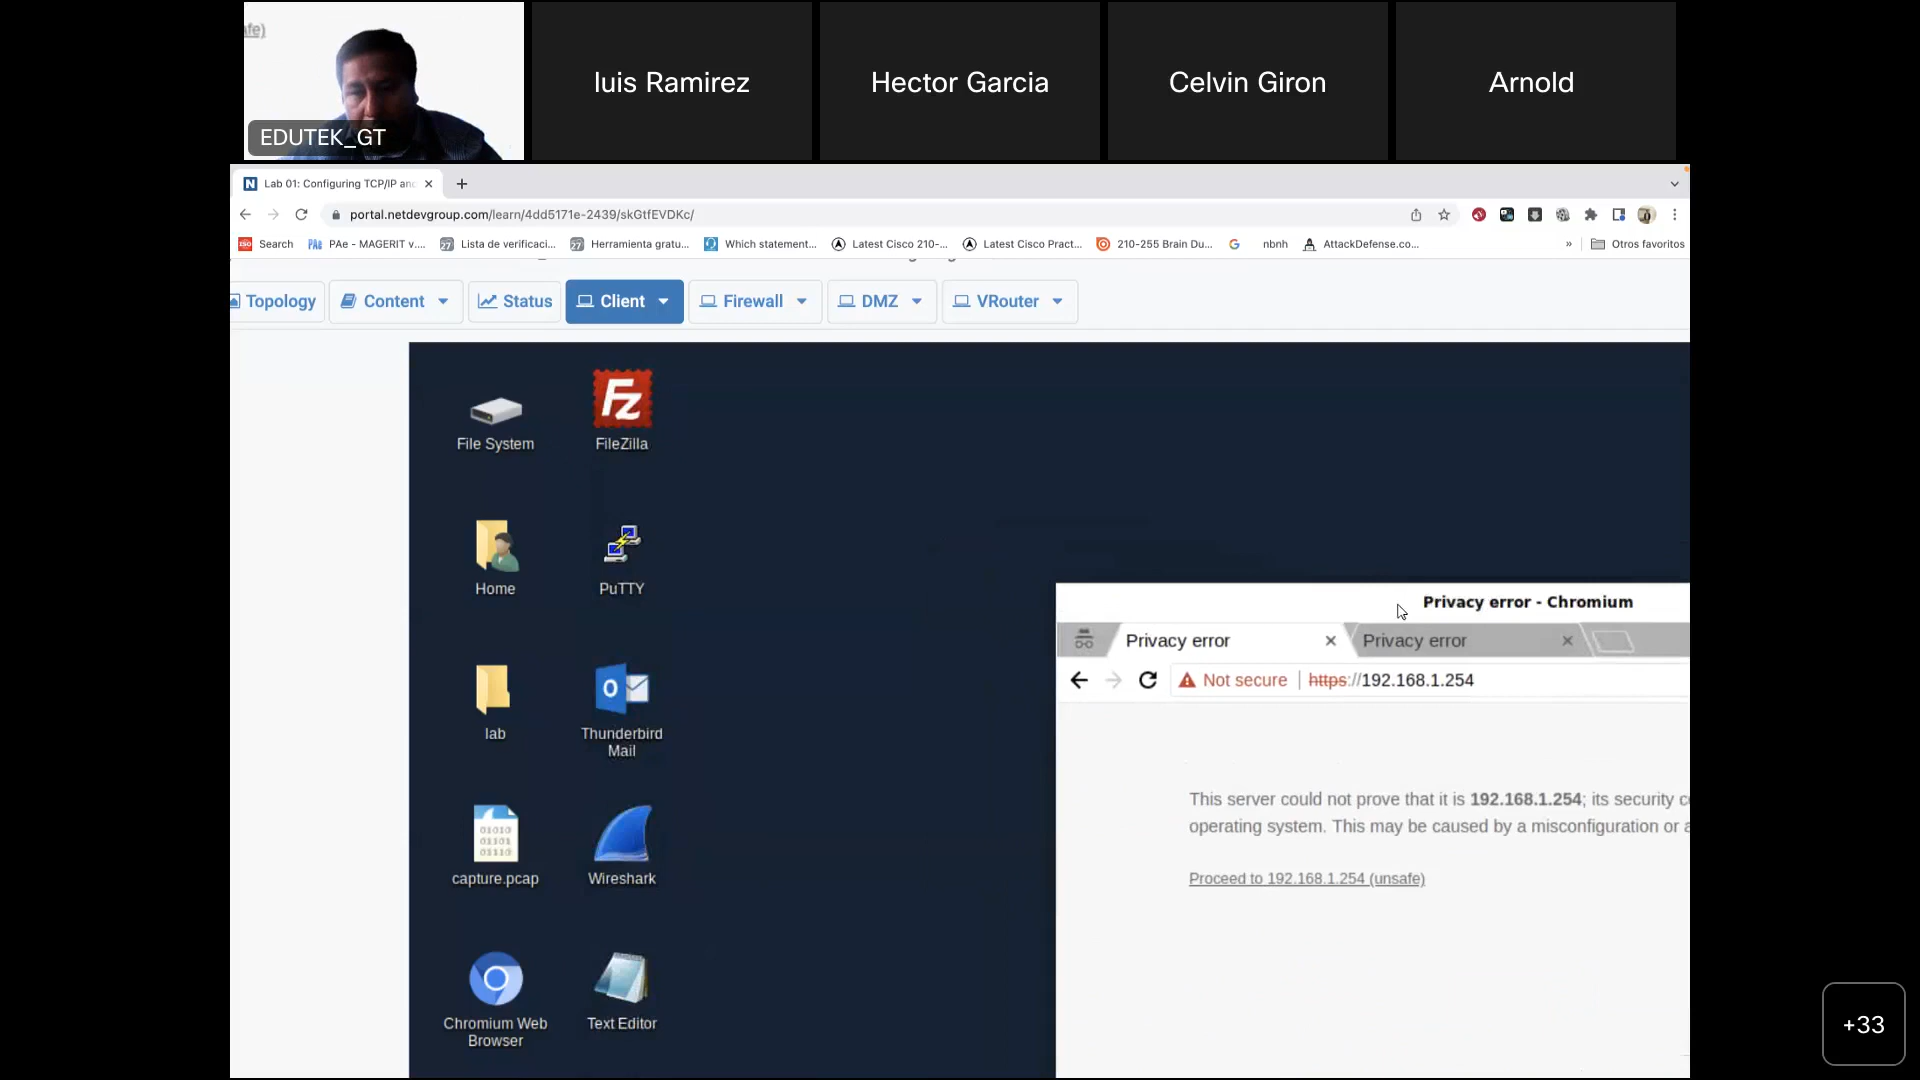 afe)
EDUTEK_GT
luis Ramirez
Hector Garcia
Celvin Giron
Arnold
Lab 01: Configuring TCP/IP and
portal.netdevgroup.com/learn/4dd5171e-2439/skGtfEVDKc/
Search
PAe - MAGERIT v....
Lista de verificaci...
Herramienta gratu...
Which statement...
Latest Cisco 210-...
Latest Cisco Pract...
210-255 Brain Du...
nbnh
AttackDefense.co...
»
Otros favoritos
Topology
Content
Status
Client
Firewall
DMZ
VRouter
File System
FileZilla
Home
PuTTY
lab
Thunderbird
Mail
capture.pcap
Wireshark
Chromium Web
Browser
Text Editor
Privacy error - Chromium
Privacy error
Privacy error
Not secure
https://192.168.1.254
This server could not prove that it is 192.168.1.254; its security c
operating system. This may be caused by a misconfiguration or a
Proceed to 192.168.1.254 (unsafe)
+33